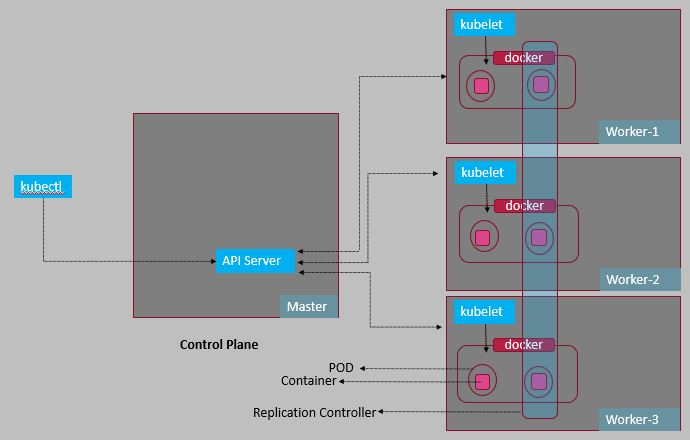 kubelet
docker
Worker-1
kubectl
kubelet
docker
API Server
Worker-2
Master
kubelet
Control Plane
docker
POD
Container
Replication Controller
Worker-3